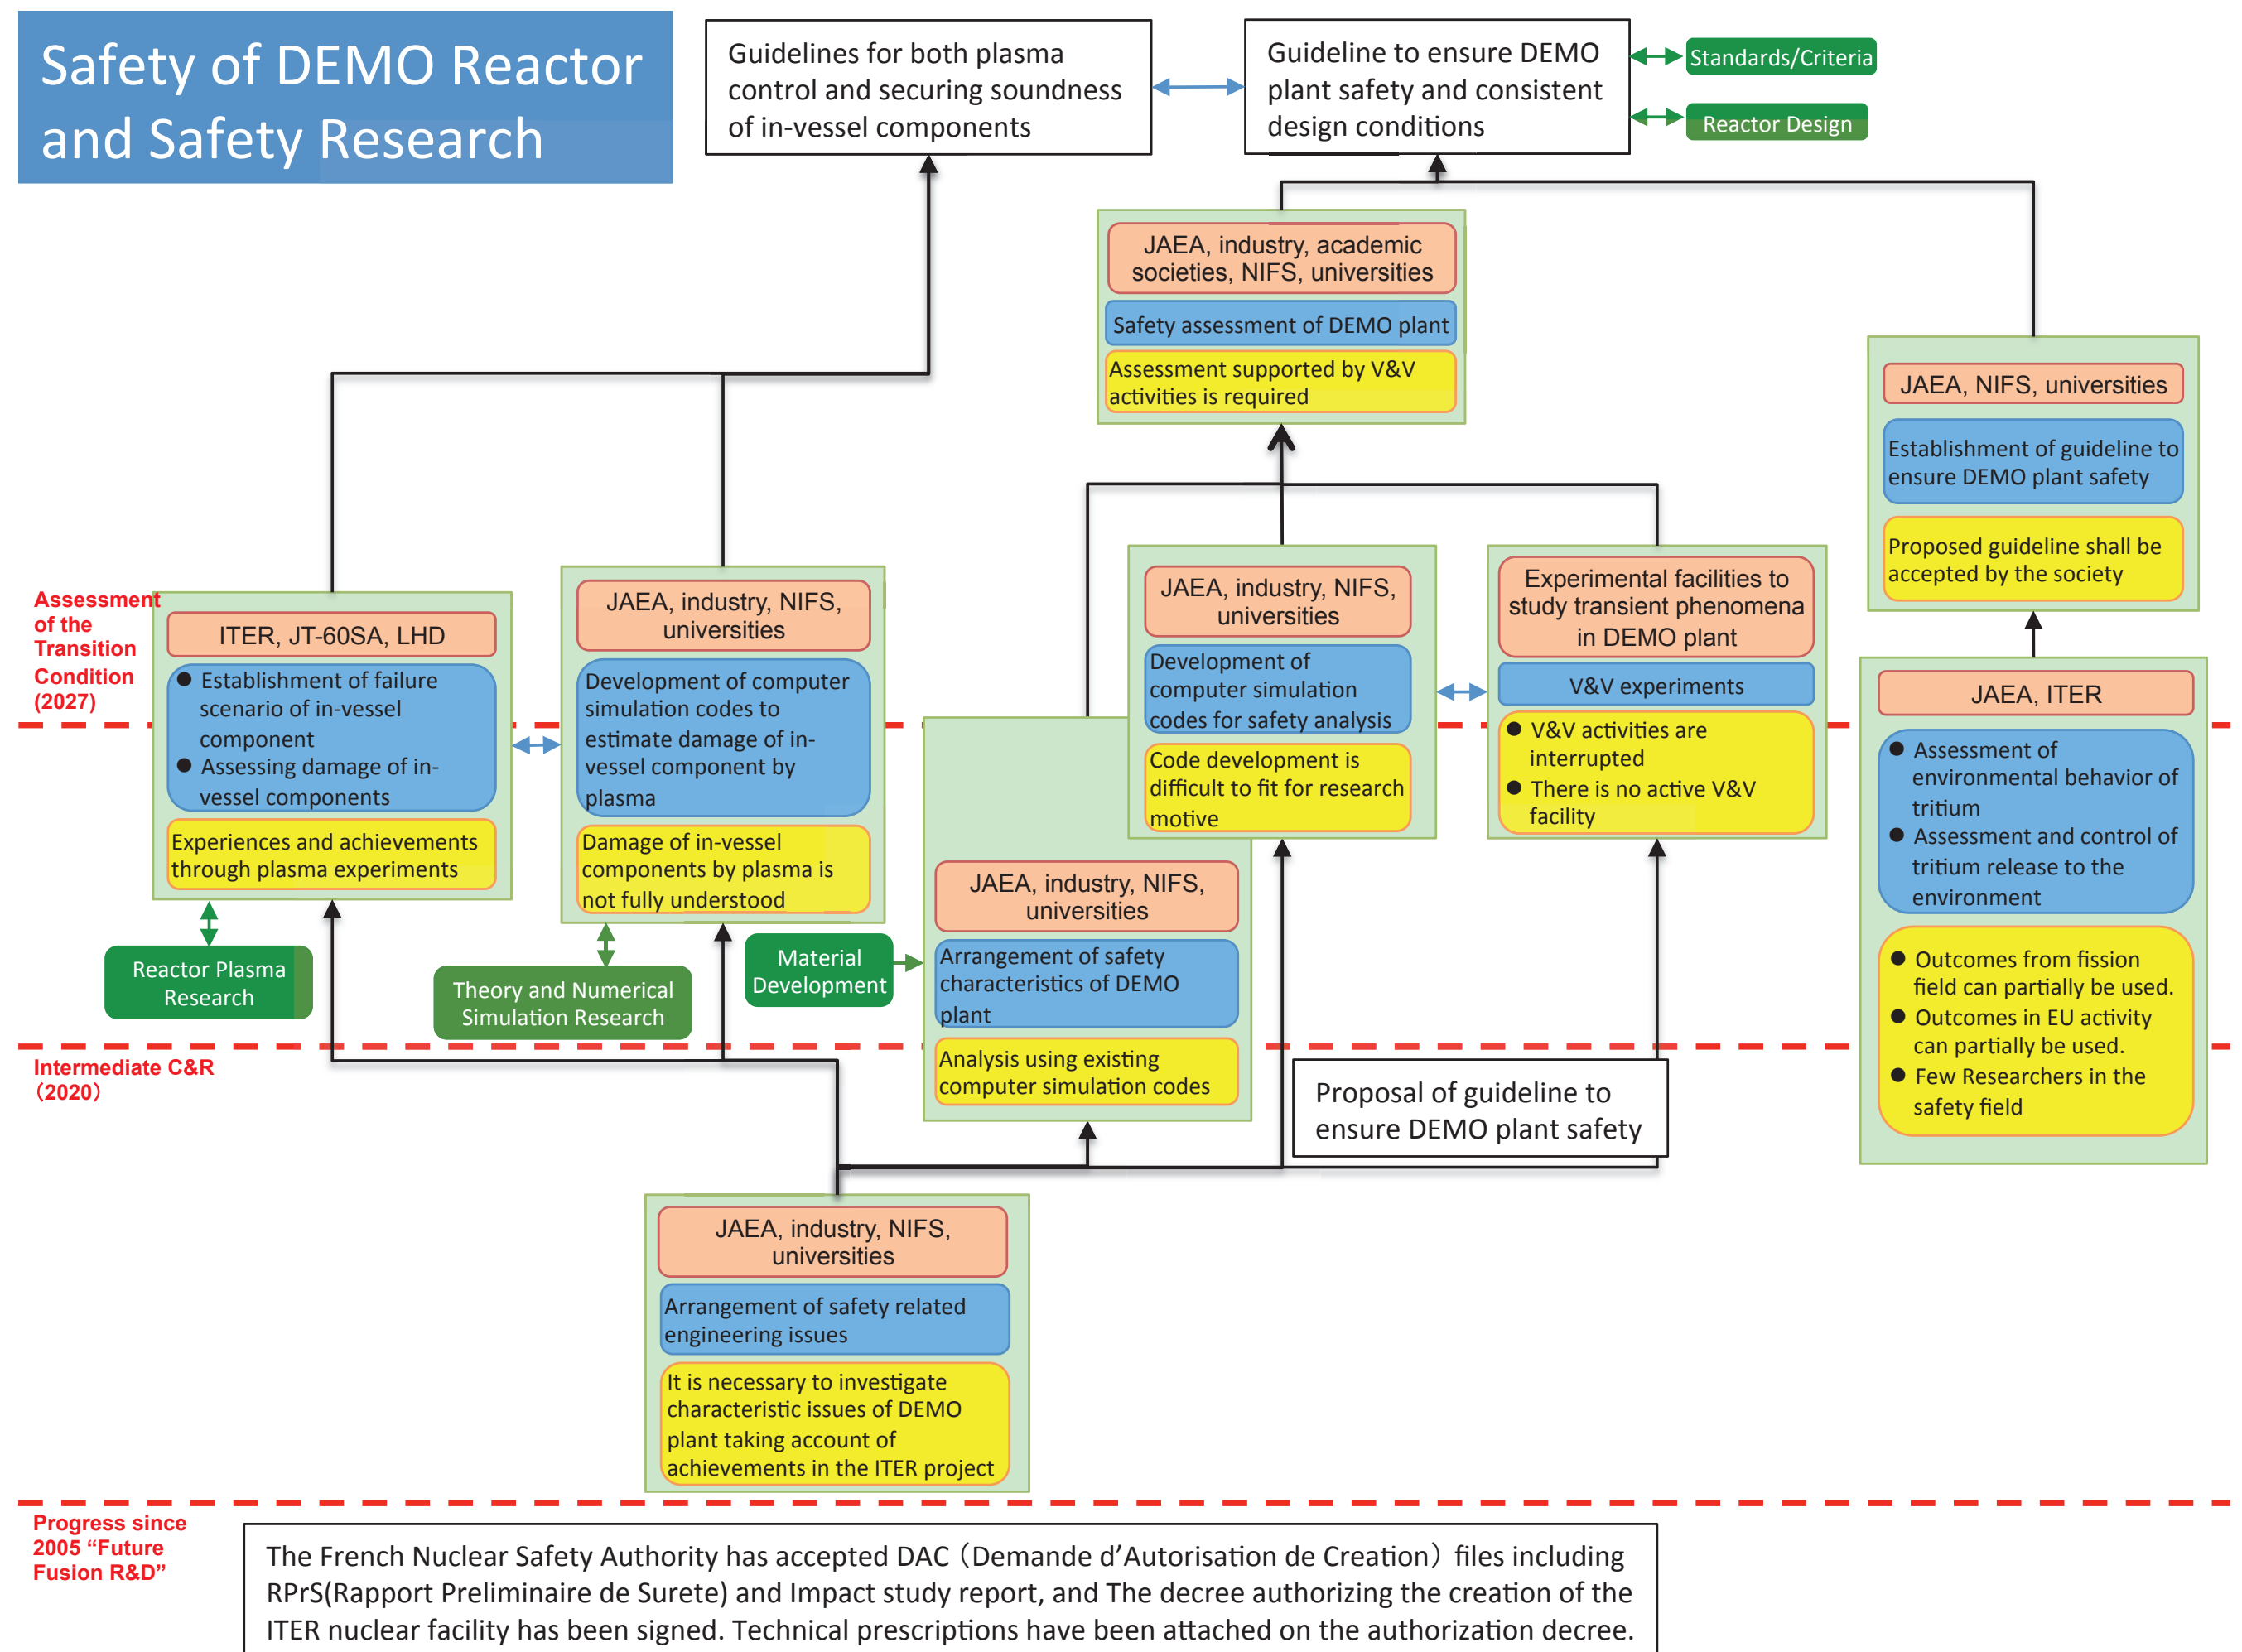 Safety of DEMO Reactor
and Safety Research
Guidelines for both plasma
control and securing soundness
of in-vessel components
Guideline to ensure DEMO
plant safety and consistent
design conditions
Standards/Criteria
Reactor Design
JAEA, industry, academic
societies, NIFS, universities
Safety assessment of DEMO plant
Assessment supported by V&V
activities is required
JAEA, NIFS, universities
Establishment of guideline to
ensure DEMO plant safety
Proposed guideline shall be
accepted by the society
Assessment
of the
Transition
Condition
(2027)
ITER, JT-60SA, LHD
● Establishment of failure
scenario of in-vessel
component
● Assessing damage of in-
vessel components
Experiences and achievements
through plasma experiments
JAEA, industry, NIFS,
universities
Development of computer
simulation codes to
estimate damage of in-
vessel component by
plasma
Damage of in-vessel
components by plasma is
not fully understood
JAEA, industry, NIFS,
universities
Development of
computer simulation
codes for safety analysis
Code development is
difficult to fit for research
motive
Experimental facilities to
study transient phenomena
in DEMO plant
V&V experiments
● V&V activities are
interrupted
● There is no active V&V
facility
JAEA, ITER
● Assessment of
environmental behavior of
tritium
● Assessment and control of
tritium release to the
environment
● Outcomes from fission
field can partially be used.
● Outcomes in EU activity
can partially be used.
● Few Researchers in the
safety field
Reactor Plasma
Research
Theory and Numerical
Simulation Research
Material
Development
JAEA, industry, NIFS,
universities
Arrangement of safety
characteristics of DEMO
plant
Analysis using existing
computer simulation codes
Intermediate C&R
（2020）
Proposal of guideline to
ensure DEMO plant safety
JAEA, industry, NIFS,
universities
Arrangement of safety related
engineering issues
It is necessary to investigate
characteristic issues of DEMO
plant taking account of
achievements in the ITER project
Progress since
2005 “Future
Fusion R&D”
The French Nuclear Safety Authority has accepted DAC（Demande d’Autorisation de Creation）files including
RPrS(Rapport Preliminaire de Surete) and Impact study report, and The decree authorizing the creation of the
ITER nuclear facility has been signed. Technical prescriptions have been attached on the authorization decree.